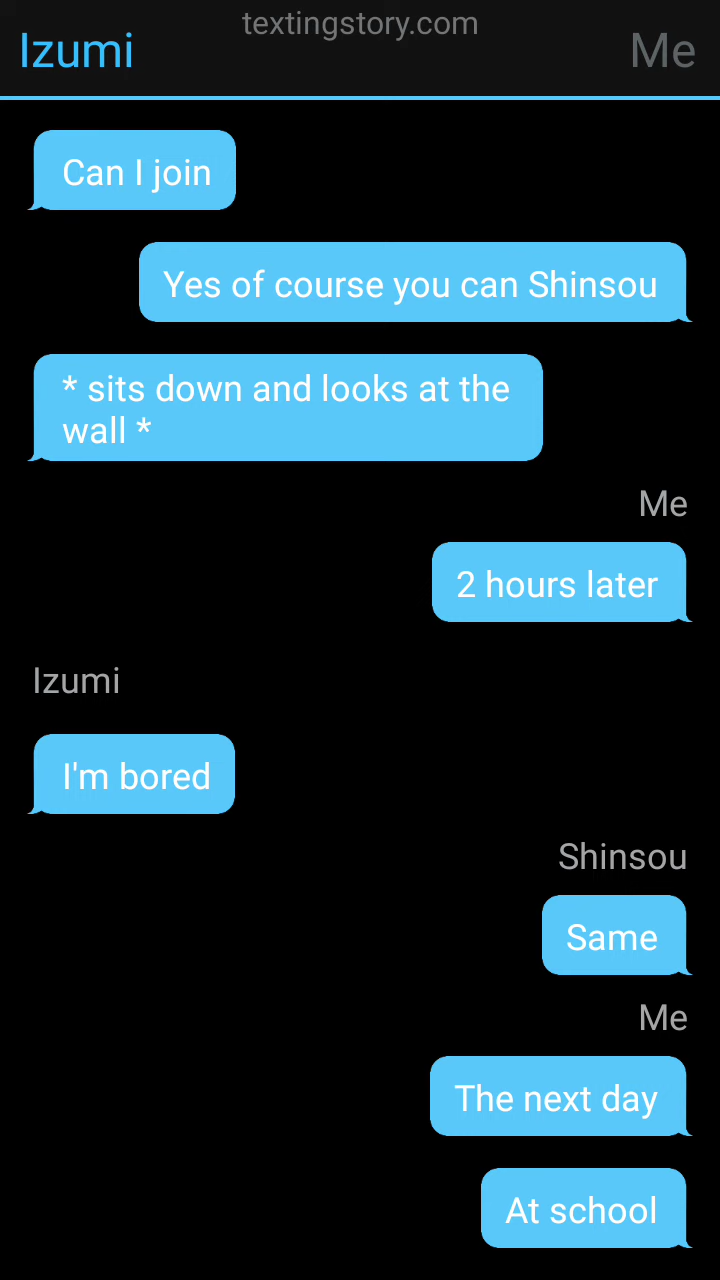 textingstory.com
Izumi
Me
Can I join
Yes of course you can Shinsou
* sits down and looks at the
wall *
Me
2 hours later
Izumi
I'm bored
Shinsou
Same
Me
The next day
At school